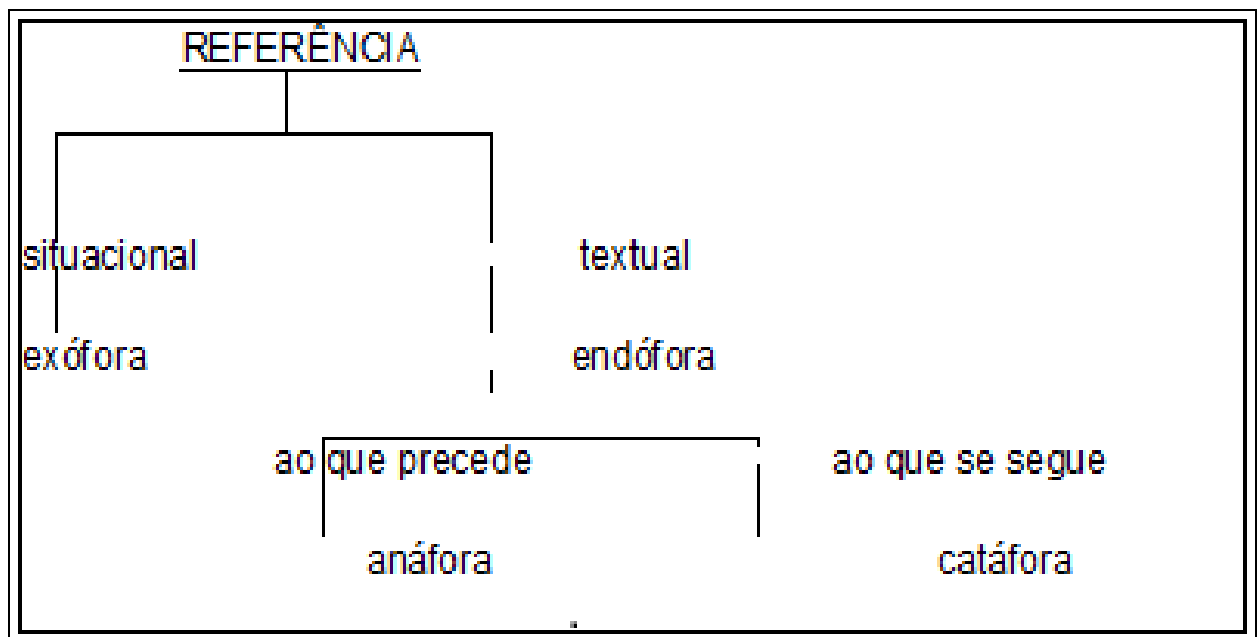 REFERÊNCIA
situacional textual
exófora endófora
ao que precede ao que se segue
anáfora catáfora
.